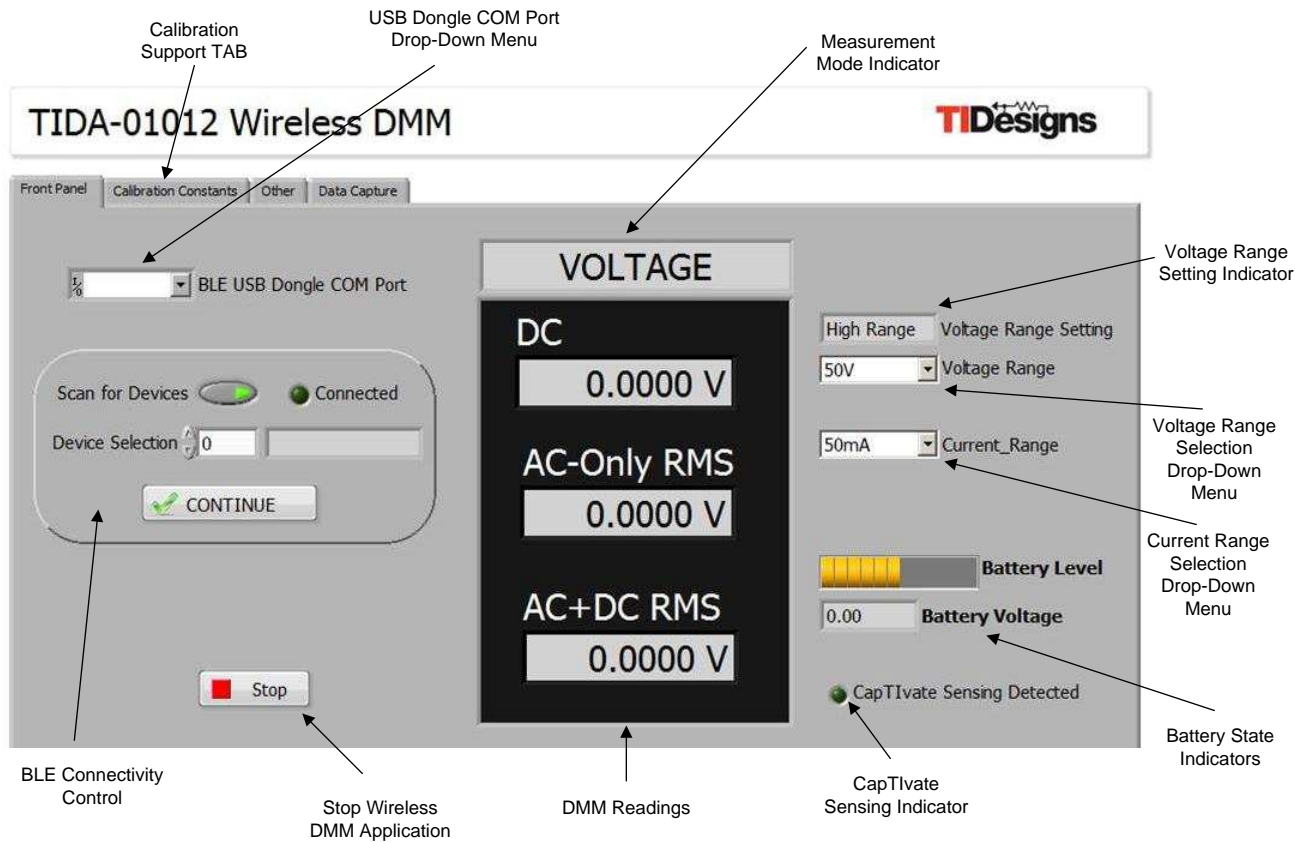 Calibration
Support TAB
USB Dongle COM Port
Drop-Down Menu
Measurement
Mode Indicator
TIDA-01012 Wireless DMM
TIDesigns
Front Panel
Calibration Constants
Other
Data Capture
I/O
BLE USB Dongle COM Port
VOLTAGE
Voltage Range
Setting Indicator
DC
0.0000 V
High Range
Voltage Range Setting
50V
Voltage Range
Scan for Devices
Connected
Device Selection
0
CONTINUE
AC-Only RMS
0.0000 V
50mA
Current_Range
Voltage Range
Selection
Drop-Down
Menu
Current Range
Selection
Drop-Down
Menu
AC+DC RMS
0.0000 V
Battery Level
0.00
Battery Voltage
Stop
CapTIvate Sensing Detected
Battery State
Indicators
BLE Connectivity
Control
Stop Wireless
DMM Application
DMM Readings
CapTIvate
Sensing Indicator